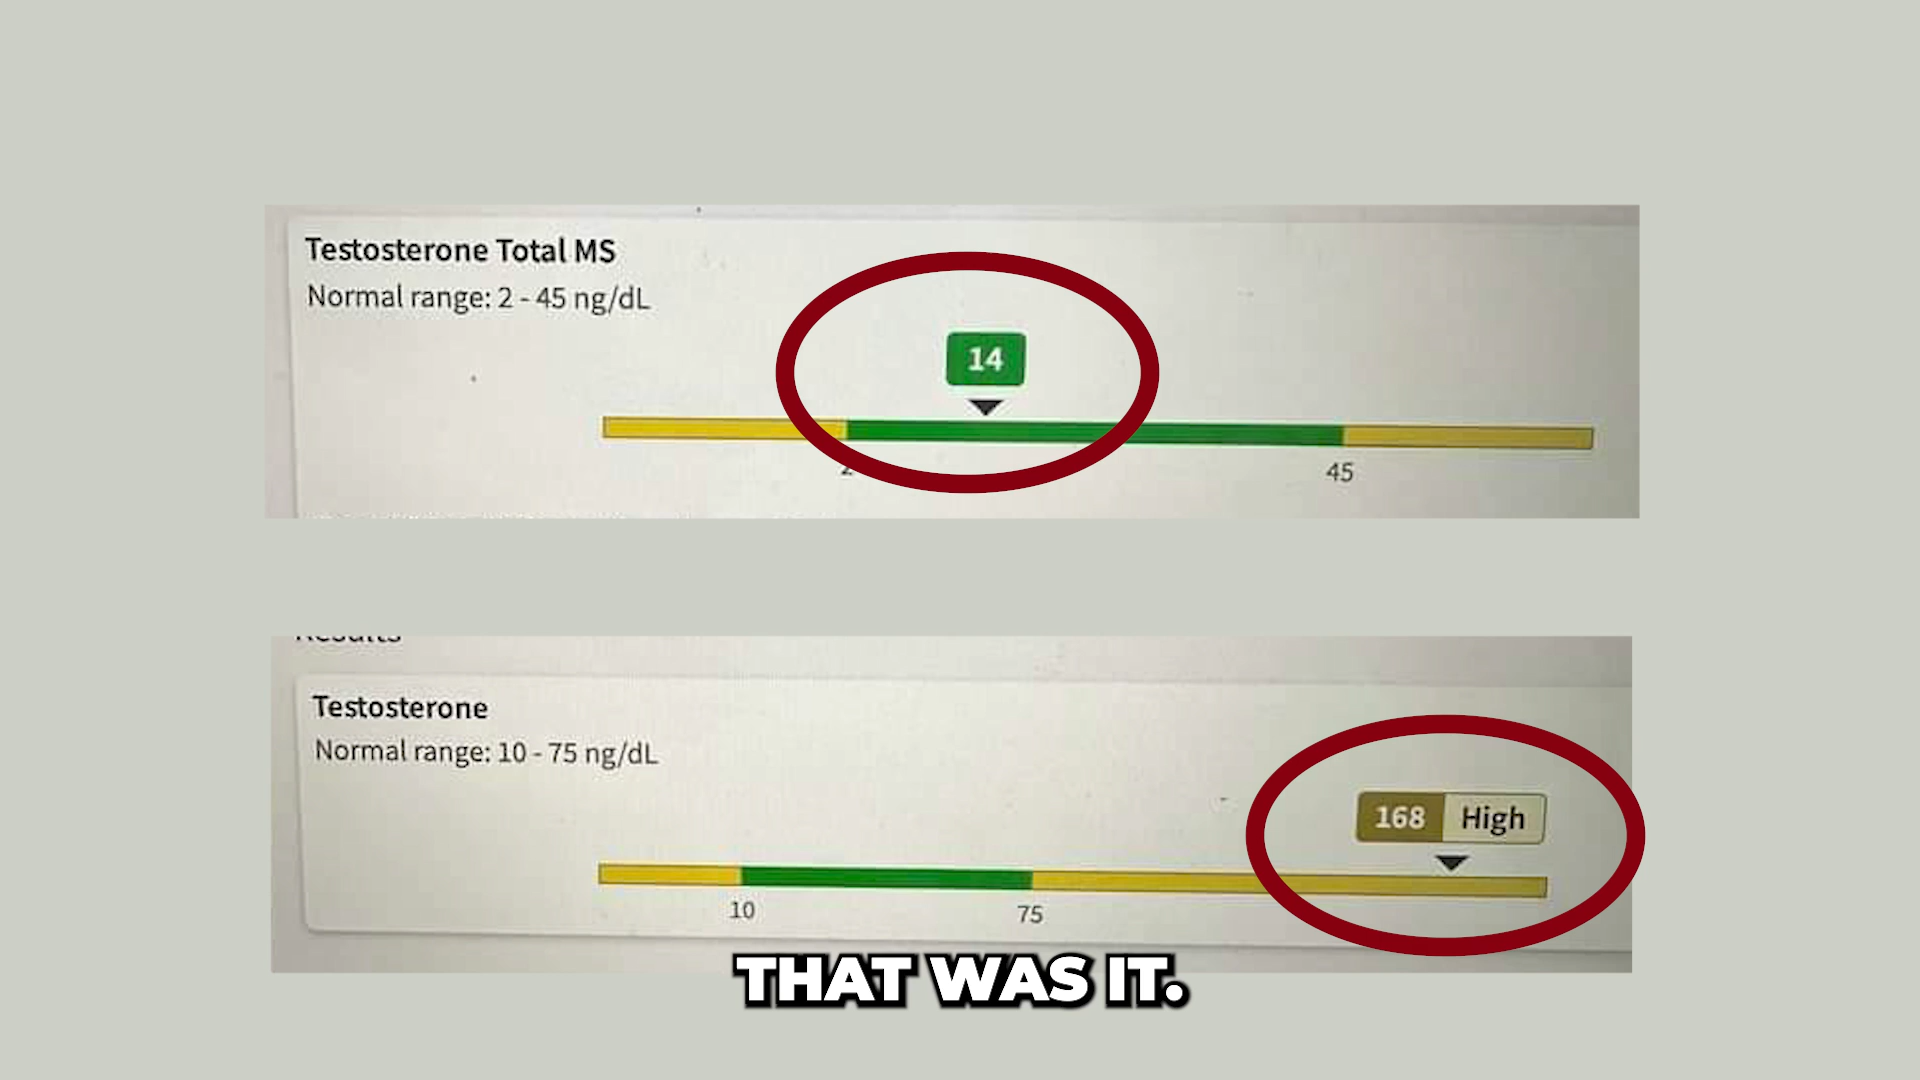 Testosterone Total MS
Normal range: 2 - 45 ng/dL
14
45
Testosterone
Normal range: 10 - 75 ng/dL
168 High
10 75
THAT WAS IT.